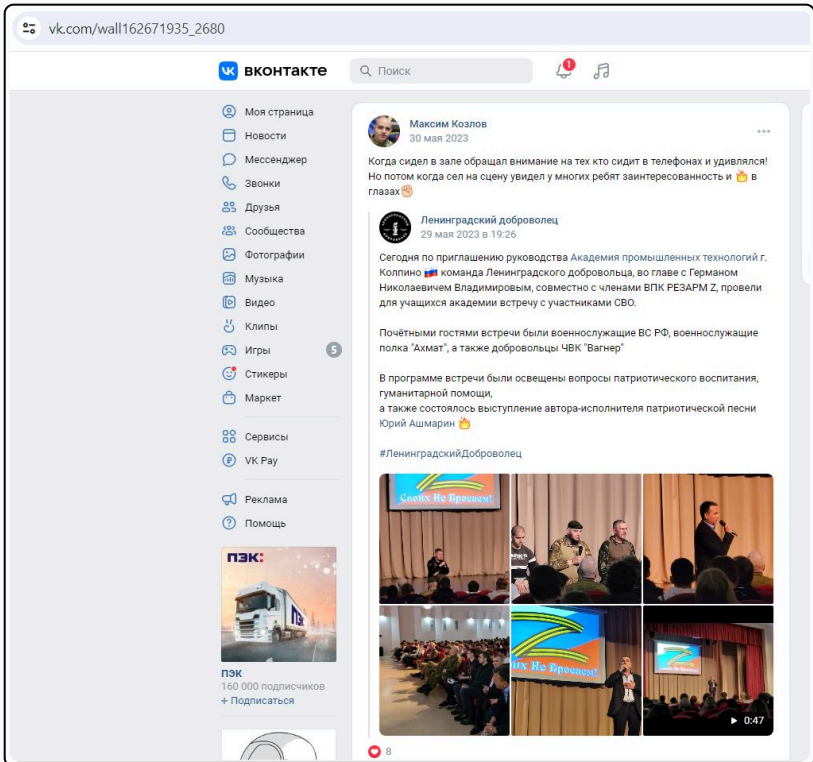 vk.com/wall162671935_2680
вконтакте
Поиск
1
Моя страница
Новости
Мессенджер
Звонки
Друзья
Сообщества
Фотографии
Музыка
Видео
Клипы
Игры
5
Стикеры
Маркет
Сервисы
VK Pay
Реклама
Помощь
ПЭК:
ПЭК
ПЭК
160 000 подписчиков
+ Подписаться
Максим Козлов
30 мая 2023
Когда сидел в зале обращал внимание на тех кто сидит в телефонах и удивлялся!
Но потом когда сел на сцену увидел у многих ребят заинтересованность и 🔥 в
глазах✊
Ленинградский доброволец
29 мая 2023 в 19:26
Сегодня по приглашению руководства Академия промышленных технологий г.
Колпино 🇷🇺 команда Ленинградского добровольца, во главе с Германом
Николаевичем Владимировым, совместно с членами ВПК РЕЗАРМ Z, провели
для учащихся академии встречу с участниками СВО.
Почётными гостями встречи были военнослужащие ВС РФ, военнослужащие
полка "Ахмат", а также добровольцы ЧВК "Вагнер"
В программе встречи были освещены вопросы патриотического воспитания,
гуманитарной помощи,
а также состоялось выступление автора-исполнителя патриотической песни
Юрий Ашмарин 🔥
#ЛенинградскийДоброволец
Своих Не Бросаем!
их Не Бросаем!
0:47
8